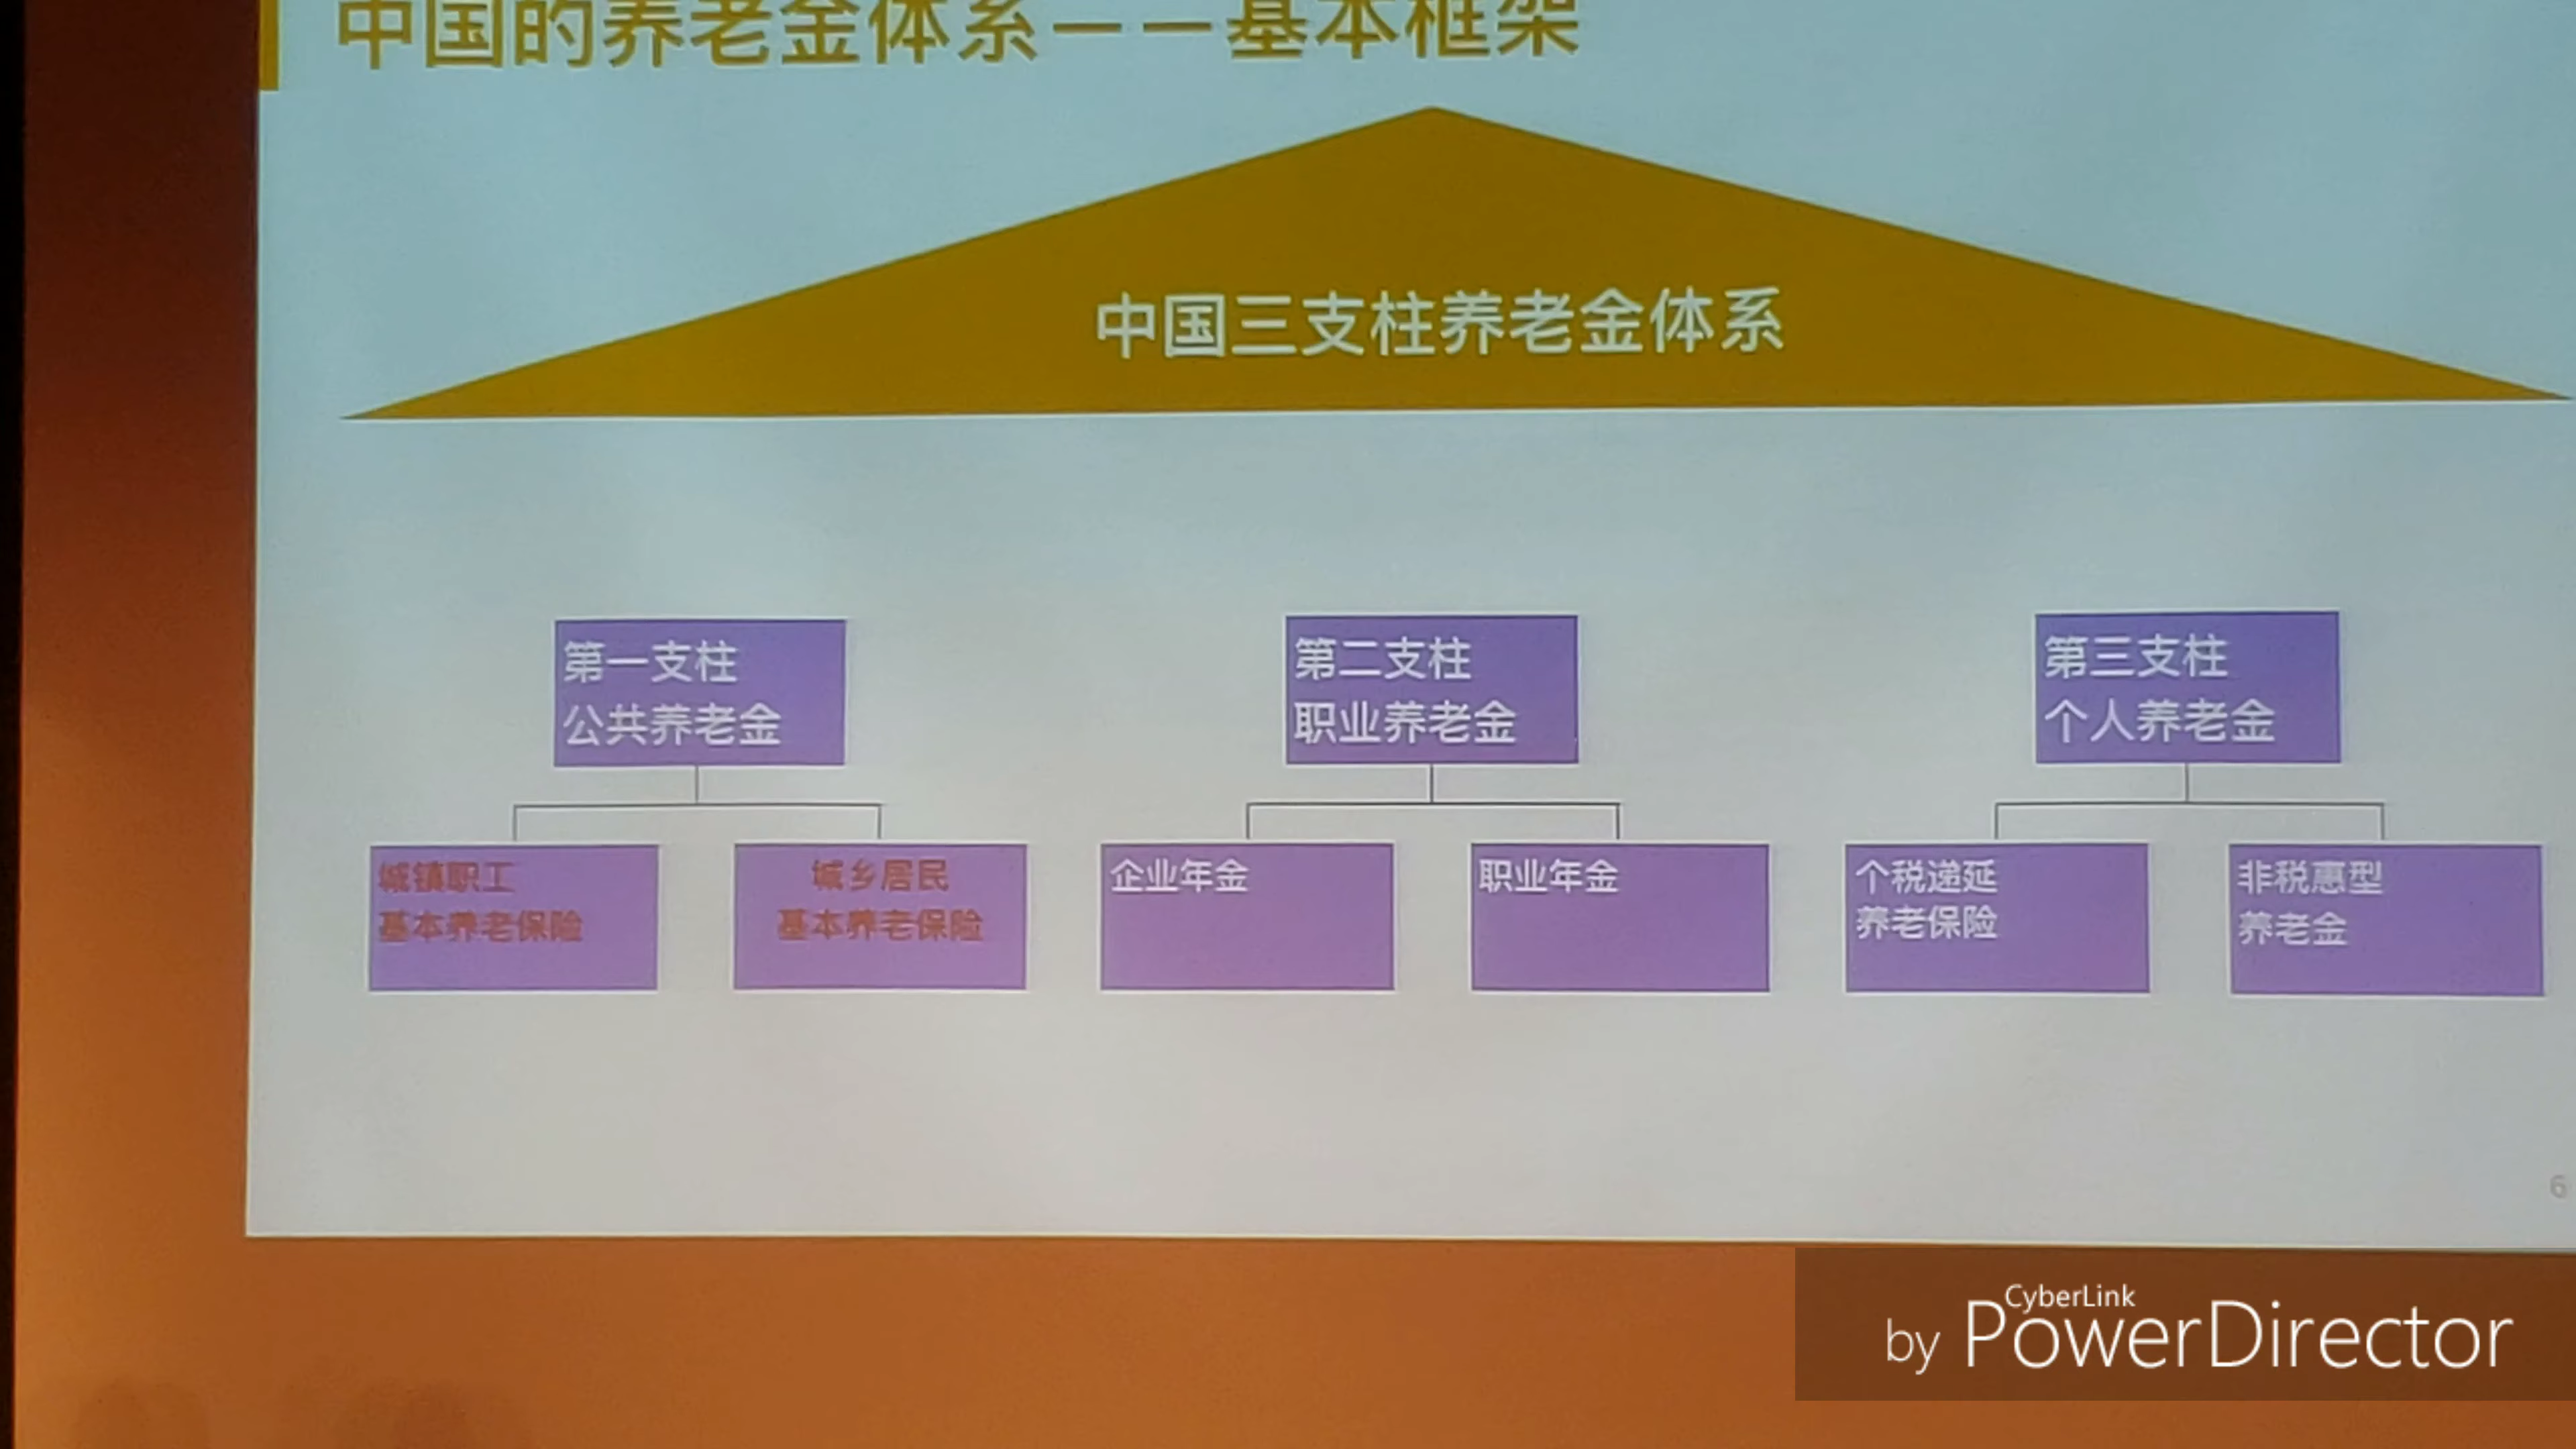 中国的养老金体系——基本框架
中国三支柱养老金体系
第一支柱
公共养老金
城镇职工
基本养老保险
城乡居民
基本养老保险
第二支柱
职业养老金
企业年金
职业年金
第三支柱
个人养老金
个税递延
养老保险
非税惠型
养老金
6
CyberLink
by PowerDirector